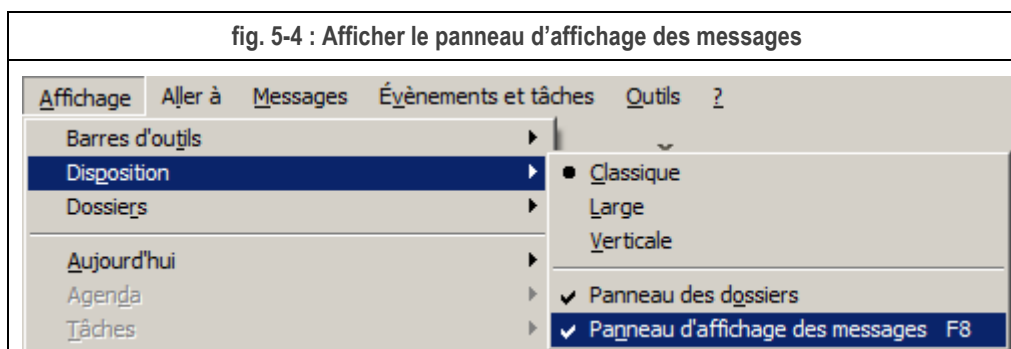 fig. 5-4 : Afficher le panneau d’affichage des messages
Affichage Aller à Messages Évènements et tâches Outils ?
Barres d'outils
Disposition
Dossiers
Aujourd'hui
Agenda
Tâches
Classique
Large
Verticale
Panneau des dossiers
Panneau d'affichage des messages F8